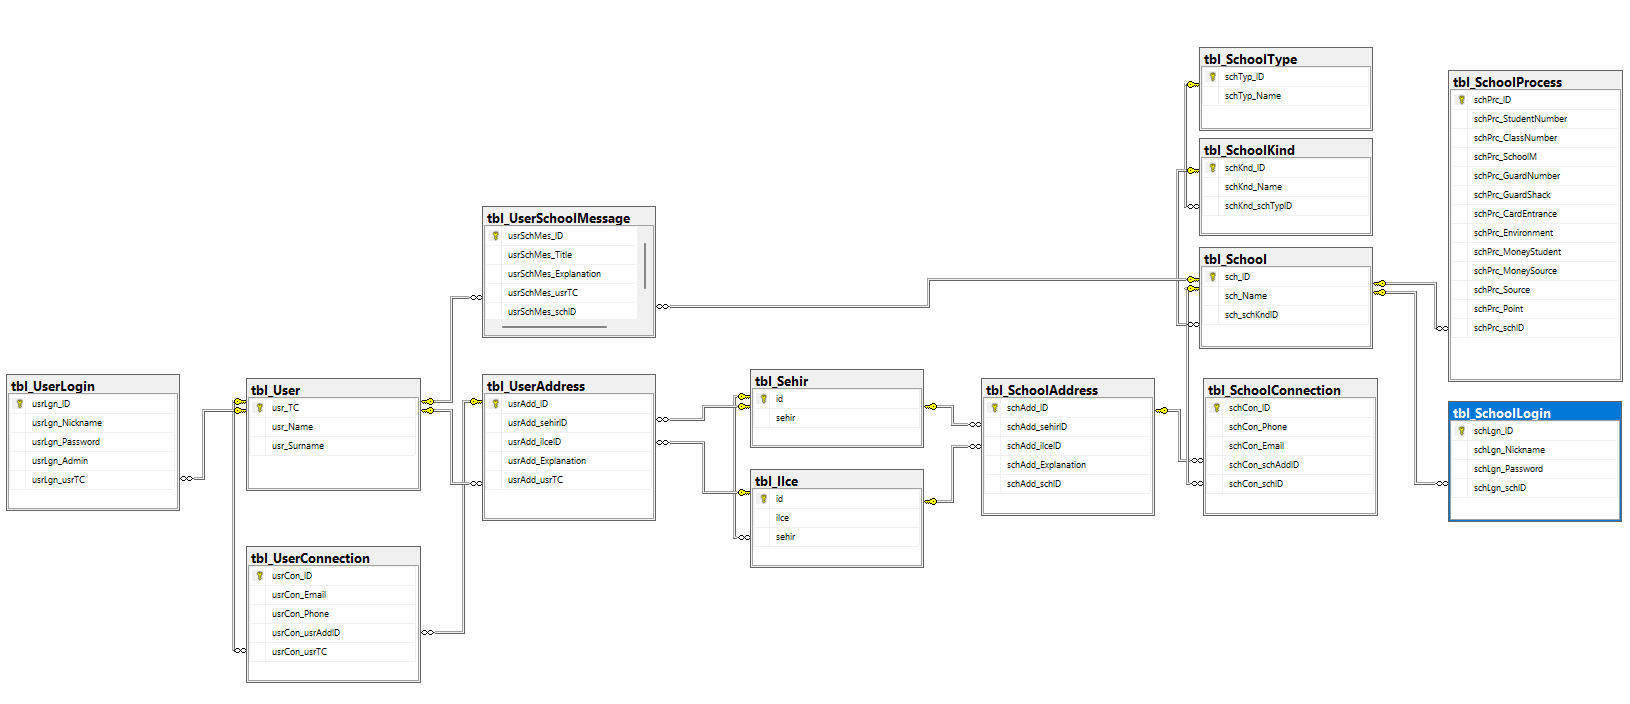 tbl_SchoolType
schTyp_ID
schTyp_Name
tbl_SchoolKind
schKnd_ID
schKnd_Name
schKnd_schTypID
tbl_School
sch_ID
sch_Name
sch_schKndID
tbl_SchoolProcess
schPrc_ID
schPrc_StudentNumber
schPrc_ClassNumber
schPrc_SchoolM
schPrc_GuardNumber
schPrc_GuardShack
schPrc_CardEntrance
schPrc_Environment
schPrc_MoneyStudent
schPrc_MoneySource
schPrc_Source
schPrc_Point
schPrc_schID
tbl_UserSchoolMessage
usrSchMes_ID
usrSchMes_Title
usrSchMes_Explanation
usrSchMes_usrTC
usrSchMes_schID
tbl_UserLogin
usrLgn_ID
usrLgn_Nickname
usrLgn_Password
usrLgn_Admin
usrLgn_usrTC
tbl_User
usr_TC
usr_Name
usr_Surname
tbl_UserAddress
usrAdd_ID
usrAdd_sehirID
usrAdd_ilceID
usrAdd_Explanation
usrAdd_usrTC
tbl_Sehir
id
sehir
tbl_Ilce
id
ilce
sehir
tbl_SchoolAddress
schAdd_ID
schAdd_sehirID
schAdd_ilceID
schAdd_Explanation
schAdd_schID
tbl_SchoolConnection
schCon_ID
schCon_Phone
schCon_Email
schCon_schAddID
schCon_schID
tbl_SchoolLogin
schLgn_ID
schLgn_Nickname
schLgn_Password
schLgn_schID
tbl_UserConnection
usrCon_ID
usrCon_Email
usrCon_Phone
usrCon_usrAddID
usrCon_usrTC